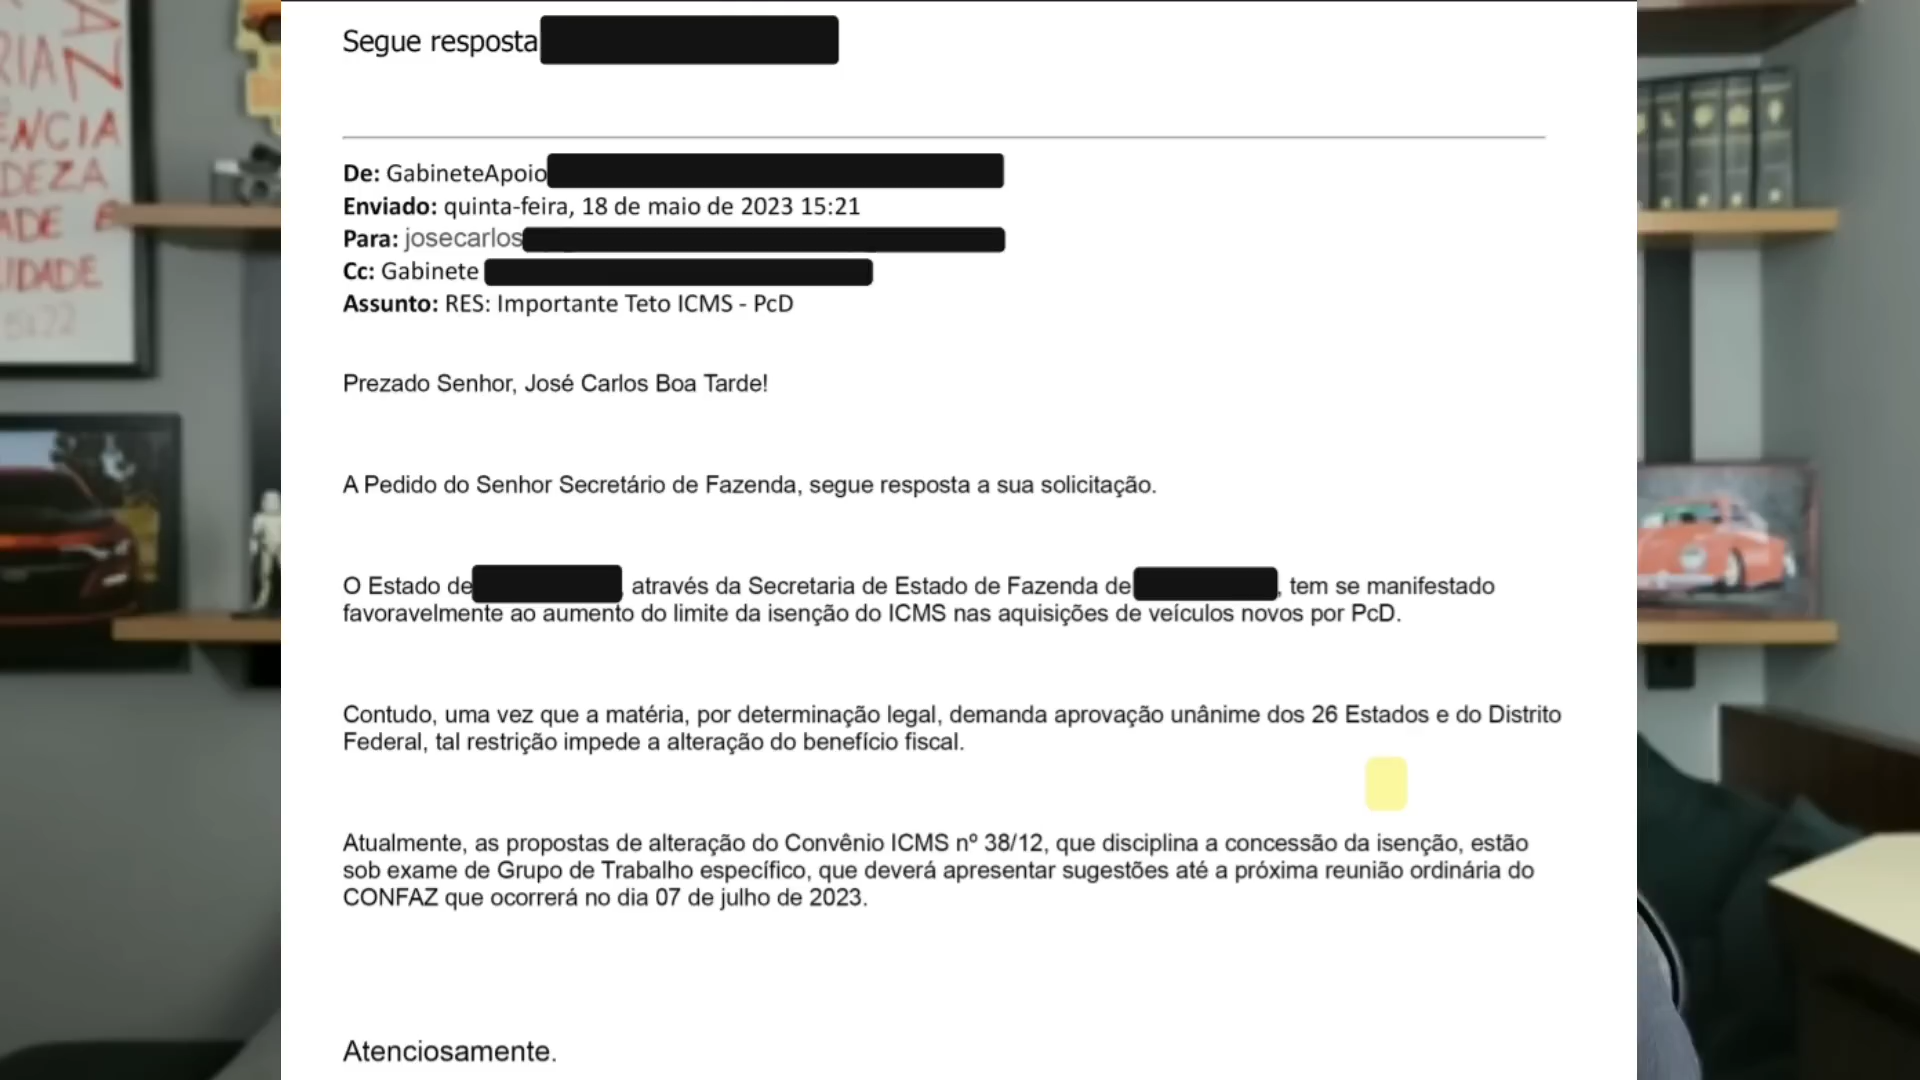 Segue resposta
De: GabineteApoio
Enviado: quinta-feira, 18 de maio de 2023 15:21
Para: josecarlos
Cc: Gabinete
Assunto: RES: Importante Teto ICMS - PcD
Prezado Senhor, José Carlos Boa Tarde!
A Pedido do Senhor Secretário de Fazenda, segue resposta a sua solicitação.
O Estado de , através da Secretaria de Estado de Fazenda de , tem se manifestado
favoravelmente ao aumento do limite da isenção do ICMS nas aquisições de veículos novos por PcD.
Contudo, uma vez que a matéria, por determinação legal, demanda aprovação unânime dos 26 Estados e do Distrito
Federal, tal restrição impede a alteração do benefício fiscal.
Atualmente, as propostas de alteração do Convênio ICMS nº 38/12, que disciplina a concessão da isenção, estão
sob exame de Grupo de Trabalho específico, que deverá apresentar sugestões até a próxima reunião ordinária do
CONFAZ que ocorrerá no dia 07 de julho de 2023.
Atenciosamente.